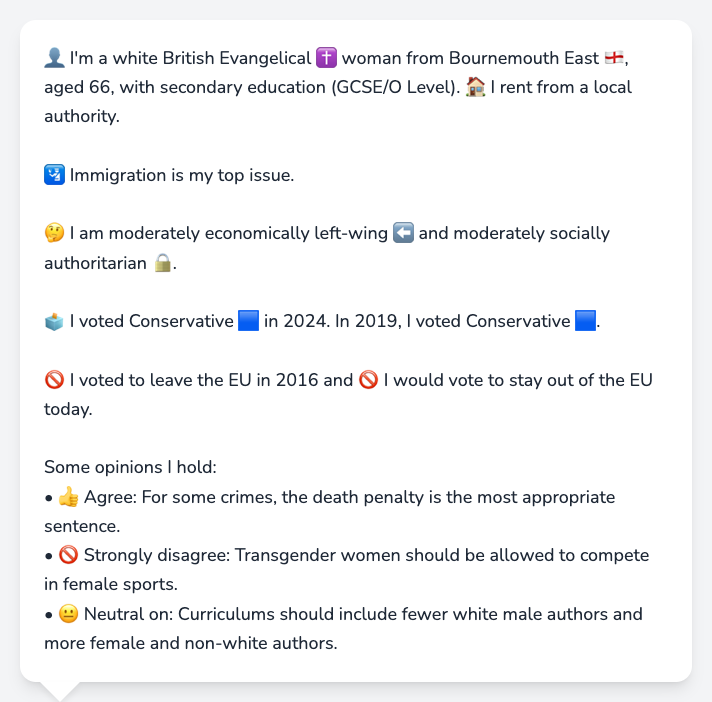 👤 I'm a white British Evangelical ✝️ woman from Bournemouth East 🏴󠁧󠁢󠁥󠁮󠁧󠁿,
aged 66, with secondary education (GCSE/O Level). 🏠 I rent from a local
authority.
🛂 Immigration is my top issue.
🤔 I am moderately economically left-wing ⬅️ and moderately socially
authoritarian 🔒.
🗳️ I voted Conservative 🟦 in 2024. In 2019, I voted Conservative 🟦.
🚫 I voted to leave the EU in 2016 and 🚫 I would vote to stay out of the EU
today.
Some opinions I hold:
• 👍 Agree: For some crimes, the death penalty is the most appropriate
sentence.
• 🚫 Strongly disagree: Transgender women should be allowed to compete
in female sports.
• 😐 Neutral on: Curriculums should include fewer white male authors and
more female and non-white authors.